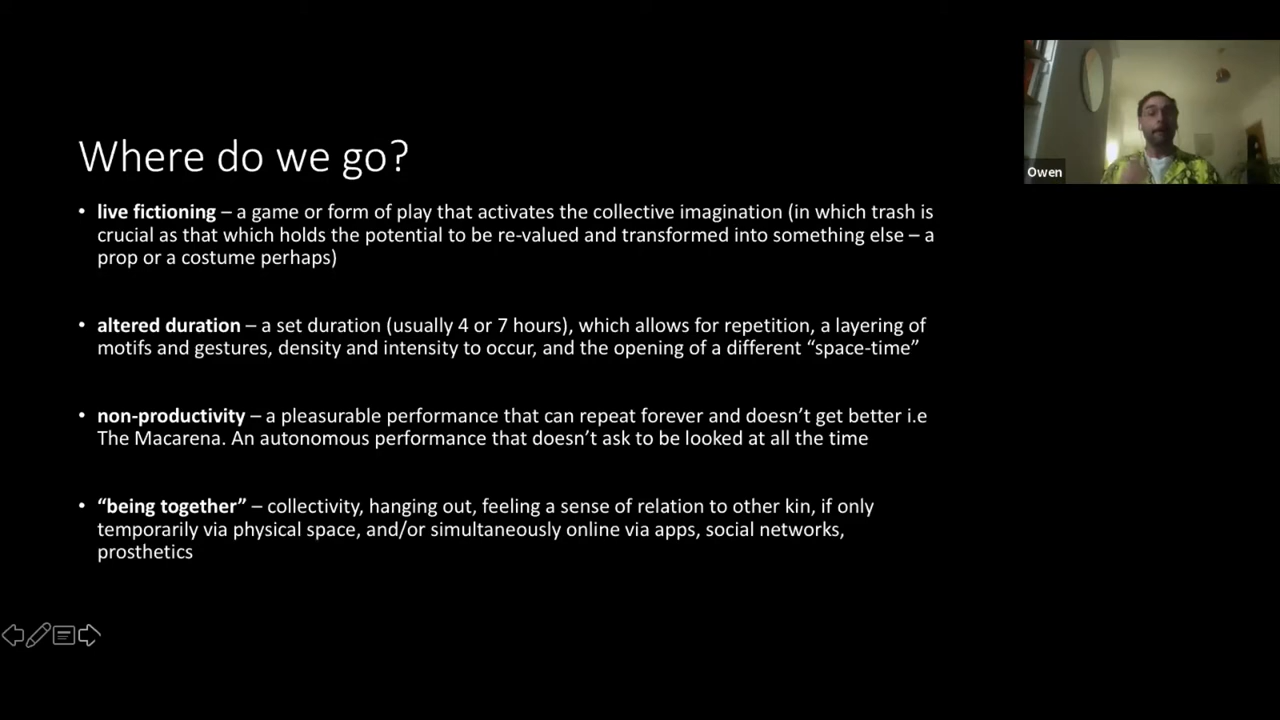 Where do we go?
• live fictioning – a game or form of play that activates the collective imagination (in which trash is
crucial as that which holds the potential to be re-valued and transformed into something else – a
prop or a costume perhaps)
• altered duration – a set duration (usually 4 or 7 hours), which allows for repetition, a layering of
motifs and gestures, density and intensity to occur, and the opening of a different “space-time”
• non-productivity – a pleasurable performance that can repeat forever and doesn’t get better i.e
The Macarena. An autonomous performance that doesn’t ask to be looked at all the time
• “being together” – collectivity, hanging out, feeling a sense of relation to other kin, if only
temporarily via physical space, and/or simultaneously online via apps, social networks,
prosthetics
Owen